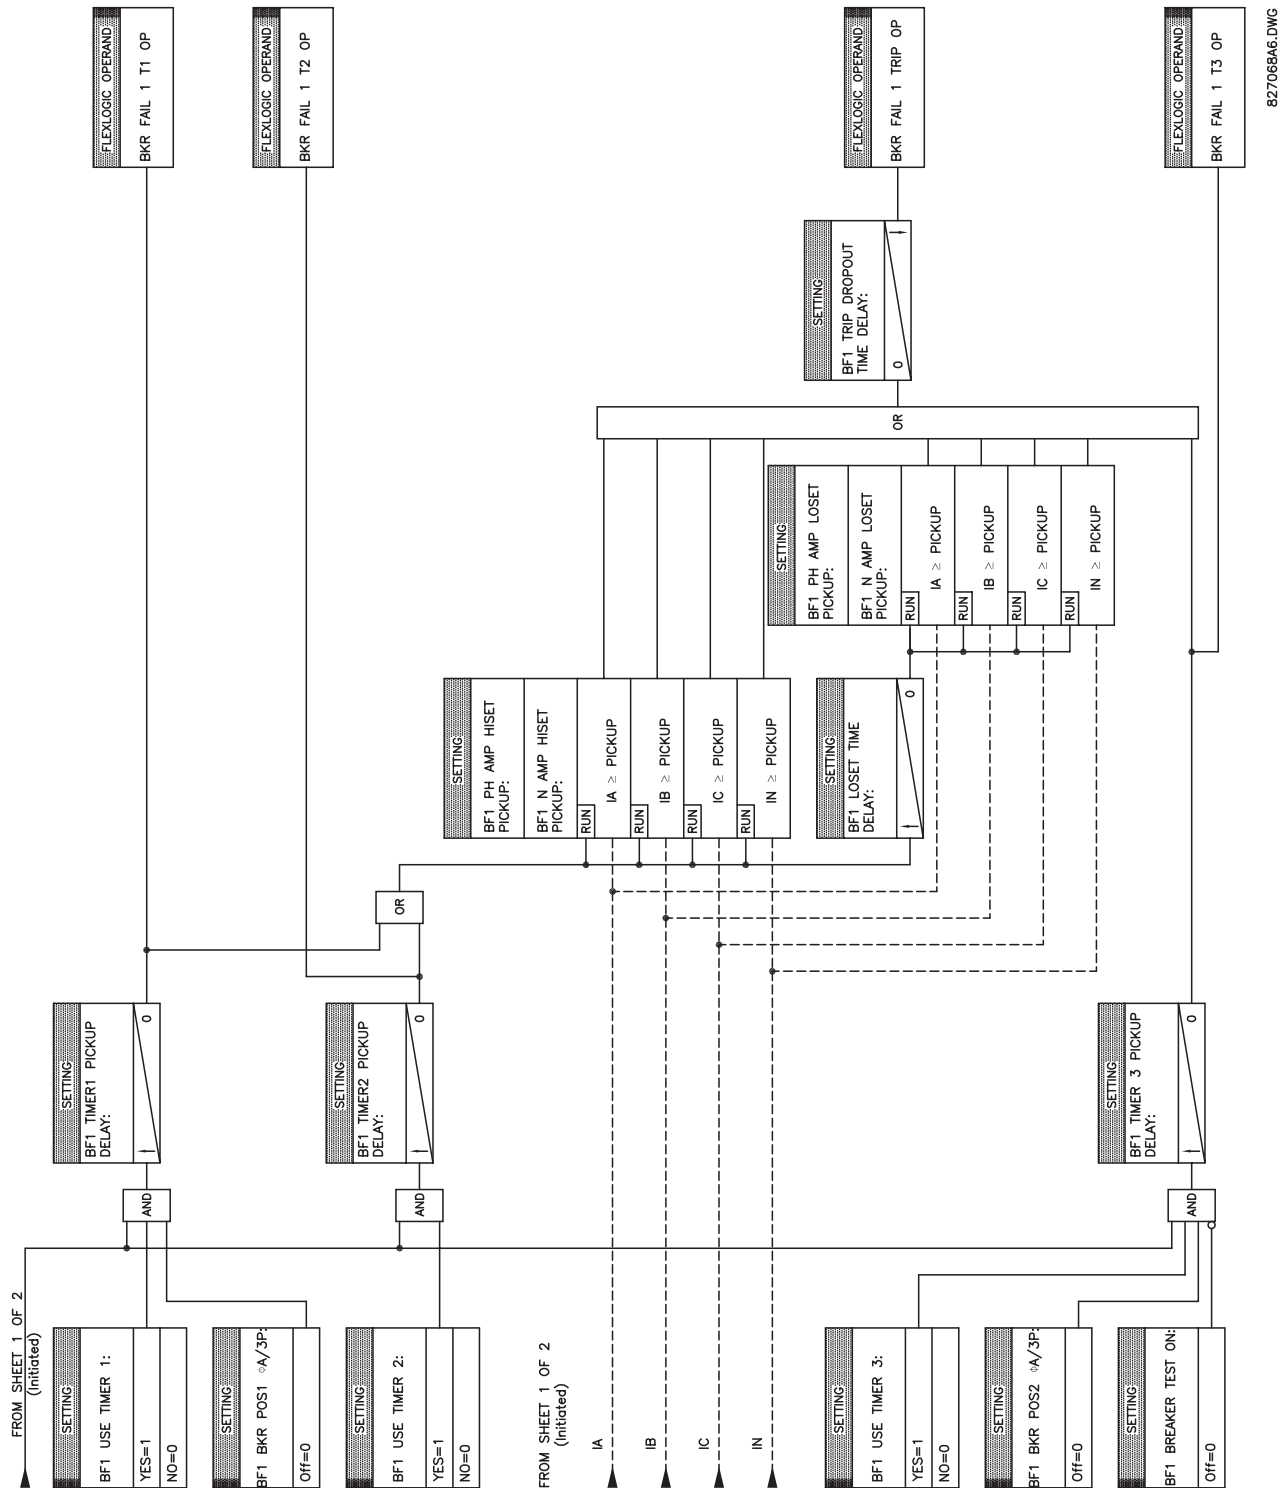 FROM SHEET 1 OF 2
(Initiated)
SETTING
BF1 USE TIMER 1:
YES=1
NO=0
SETTING
BF1 BKR POS1 ⌀A/3P:
Off=0
SETTING
BF1 USE TIMER 2:
YES=1
NO=0
FROM SHEET 1 OF 2
(Initiated)
IA
IB
IC
IN
SETTING
BF1 USE TIMER 3:
YES=1
NO=0
SETTING
BF1 BKR POS2 ⌀A/3P:
Off=0
SETTING
BF1 BREAKER TEST ON:
Off=0
AND
AND
AND
SETTING
BF1 TIMER1 PICKUP
DELAY:
0
SETTING
BF1 TIMER2 PICKUP
DELAY:
0
SETTING
BF1 TIMER 3 PICKUP
DELAY:
0
OR
SETTING
BF1 PH AMP HISET
PICKUP:
BF1 N AMP HISET
PICKUP:
RUN
IA ≥ PICKUP
RUN
IB ≥ PICKUP
RUN
IC ≥ PICKUP
RUN
IN ≥ PICKUP
SETTING
BF1 LOSET TIME
DELAY:
0
SETTING
BF1 PH AMP LOSET
PICKUP:
BF1 N AMP LOSET
PICKUP:
RUN
IA ≥ PICKUP
RUN
IB ≥ PICKUP
RUN
IC ≥ PICKUP
RUN
IN ≥ PICKUP
OR
SETTING
BF1 TRIP DROPOUT
TIME DELAY:
0
FLEXLOGIC OPERAND
BKR FAIL 1 T1 OP
FLEXLOGIC OPERAND
BKR FAIL 1 T2 OP
FLEXLOGIC OPERAND
BKR FAIL 1 TRIP OP
FLEXLOGIC OPERAND
BKR FAIL 1 T3 OP
827068A6.DWG